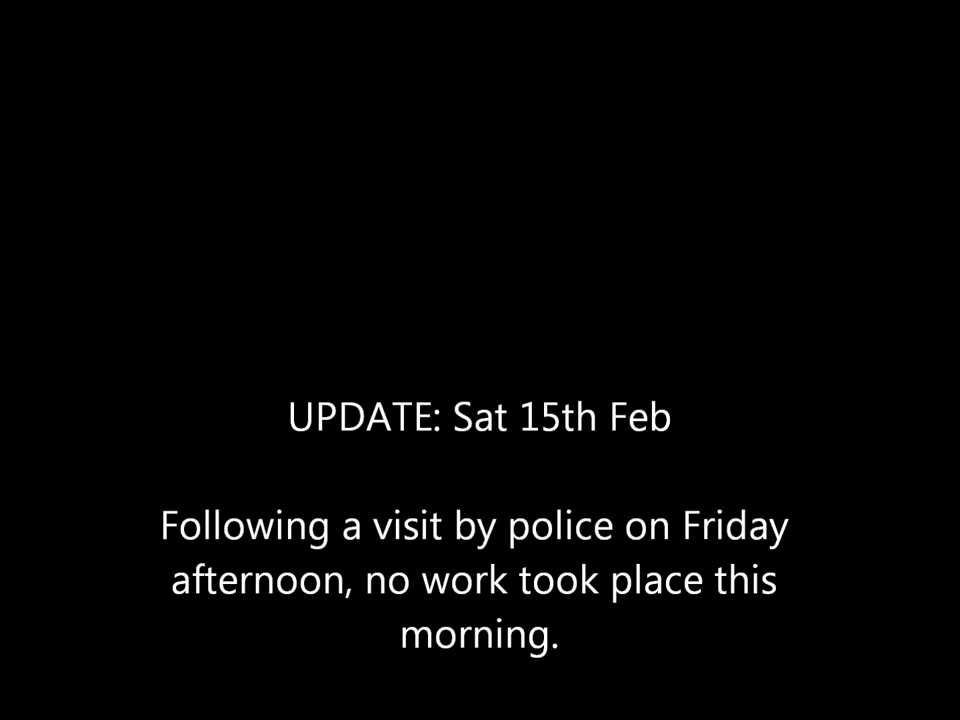 UPDATE: Sat 15th Feb
Following a visit by police on Friday
afternoon, no work took place this
morning.